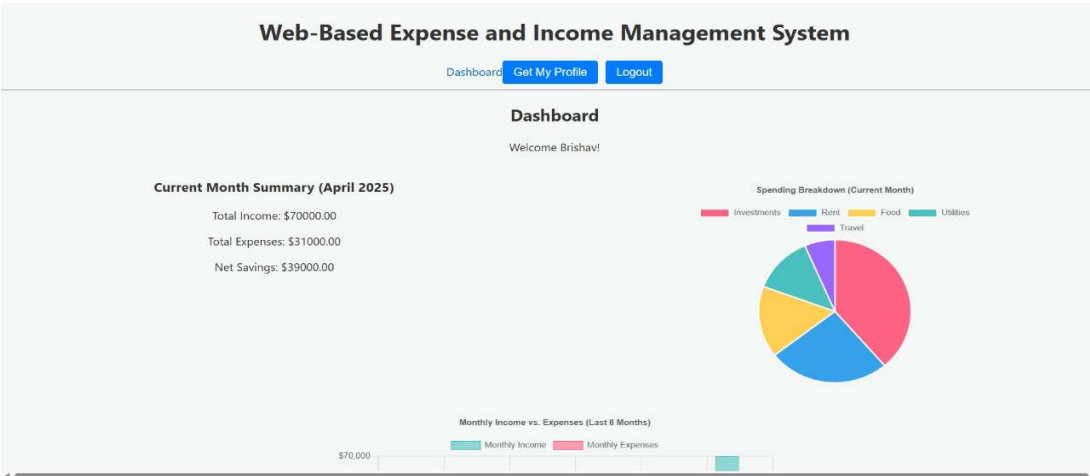 Web-Based Expense and Income Management System
Dashboard Get My Profile Logout
Dashboard
Welcome Brishav!
Current Month Summary (April 2025)
Total Income: $70000.00
Total Expenses: $31000.00
Net Savings: $39000.00
Spending Breakdown (Current Month)
Investments Rent Food Utilities
Travel
Monthly Income vs. Expenses (Last 6 Months)
Monthly Income Monthly Expenses
$70,000